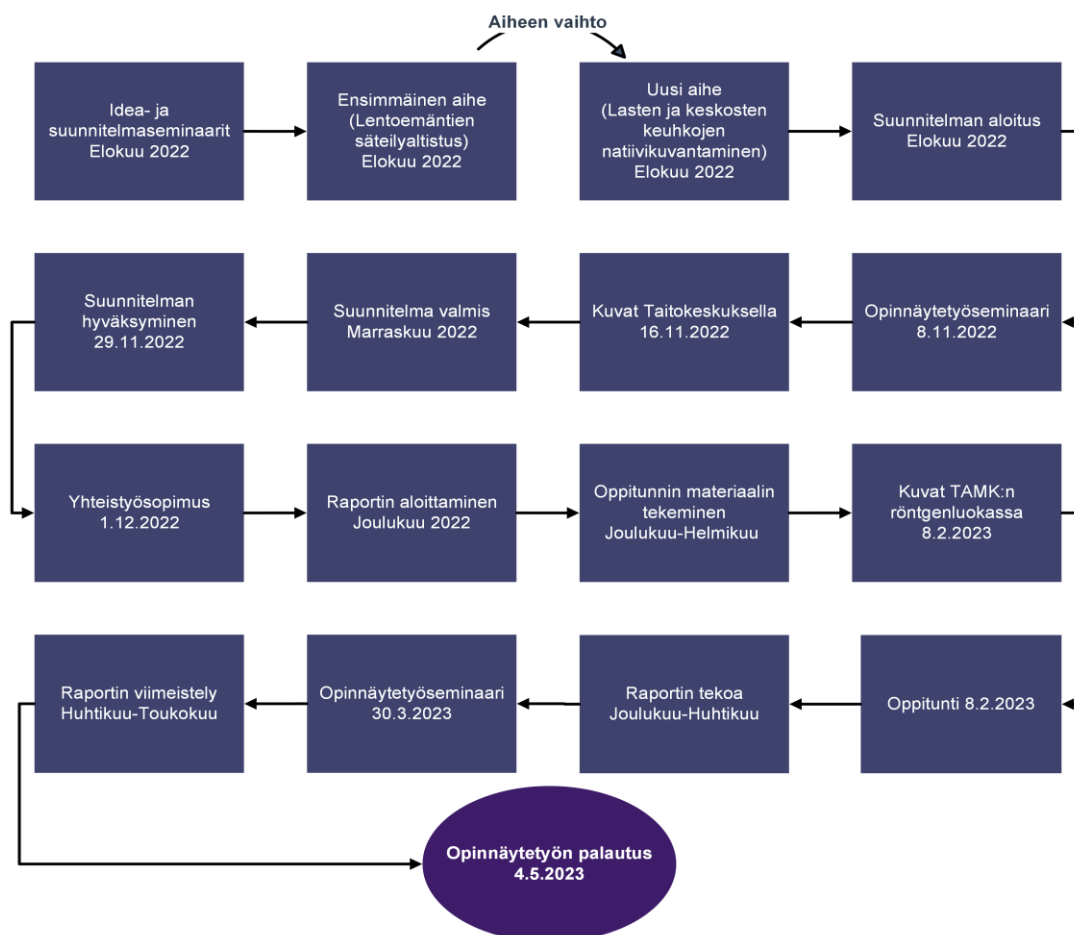 Aiheen vaihto
Idea- ja
suunnitelmaseminaarit
Elokuu 2022
Ensimmäinen aihe
(Lentoemäntien
säteilyaltistus)
Elokuu 2022
Uusi aihe
(Lasten ja keskosten
keuhkojen
natiivikuvantaminen)
Elokuu 2022
Suunnitelman aloitus
Elokuu 2022
Opinnäytetyöseminaari
8.11.2022
Kuvat Taitokeskuksella
16.11.2022
Suunnitelma valmis
Marraskuu 2022
Suunnitelman
hyväksyminen
29.11.2022
Yhteistyösopimus
1.12.2022
Raportin aloittaminen
Joulukuu 2022
Oppitunnin materiaalin
tekeminen
Joulukuu-Helmikuu
Kuvat TAMK:n
röntgenluokassa
8.2.2023
Oppitunti 8.2.2023
Raportin tekoa
Joulukuu-Huhtikuu
Opinnäytetyöseminaari
30.3.2023
Raportin viimeistely
Huhtikuu-Toukokuu
Opinnäytetyön palautus
4.5.2023